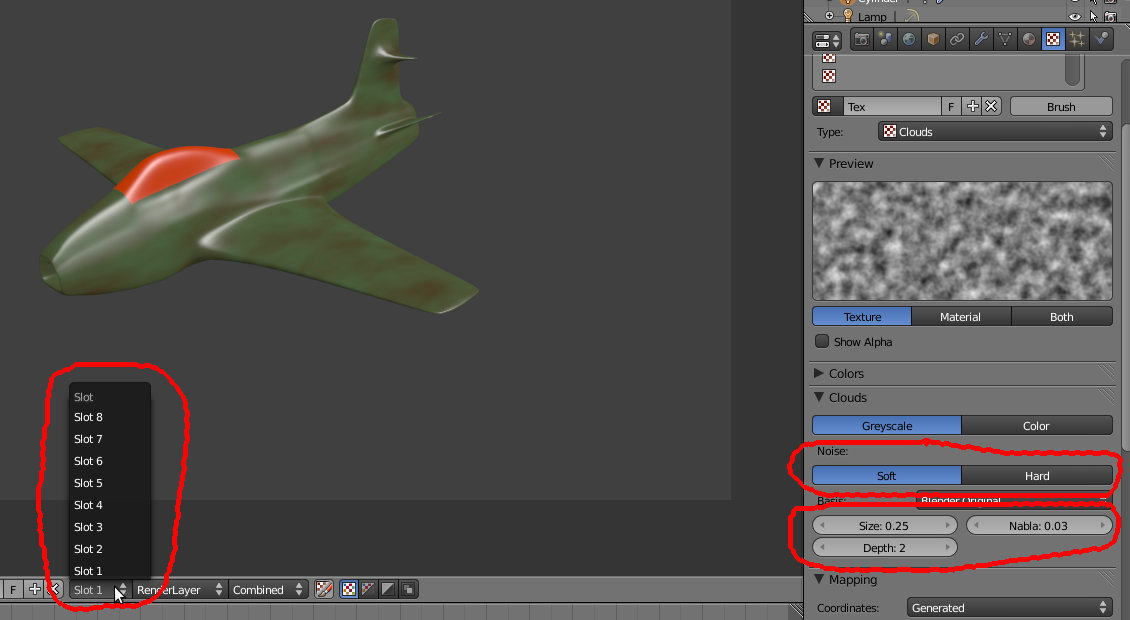 Cylinder
Lamp
Tex
F
Brush
Type:
Clouds
Preview
Texture
Material
Both
Show Alpha
Colors
Clouds
Greyscale
Color
Noise:
Soft
Hard
Basis:
Blender Original
Size: 0.25
Nabla: 0.03
Depth: 2
Mapping
Coordinates:
Generated
Slot
Slot 8
Slot 7
Slot 6
Slot 5
Slot 4
Slot 3
Slot 2
Slot 1
F
Slot 1
RenderLayer
Combined